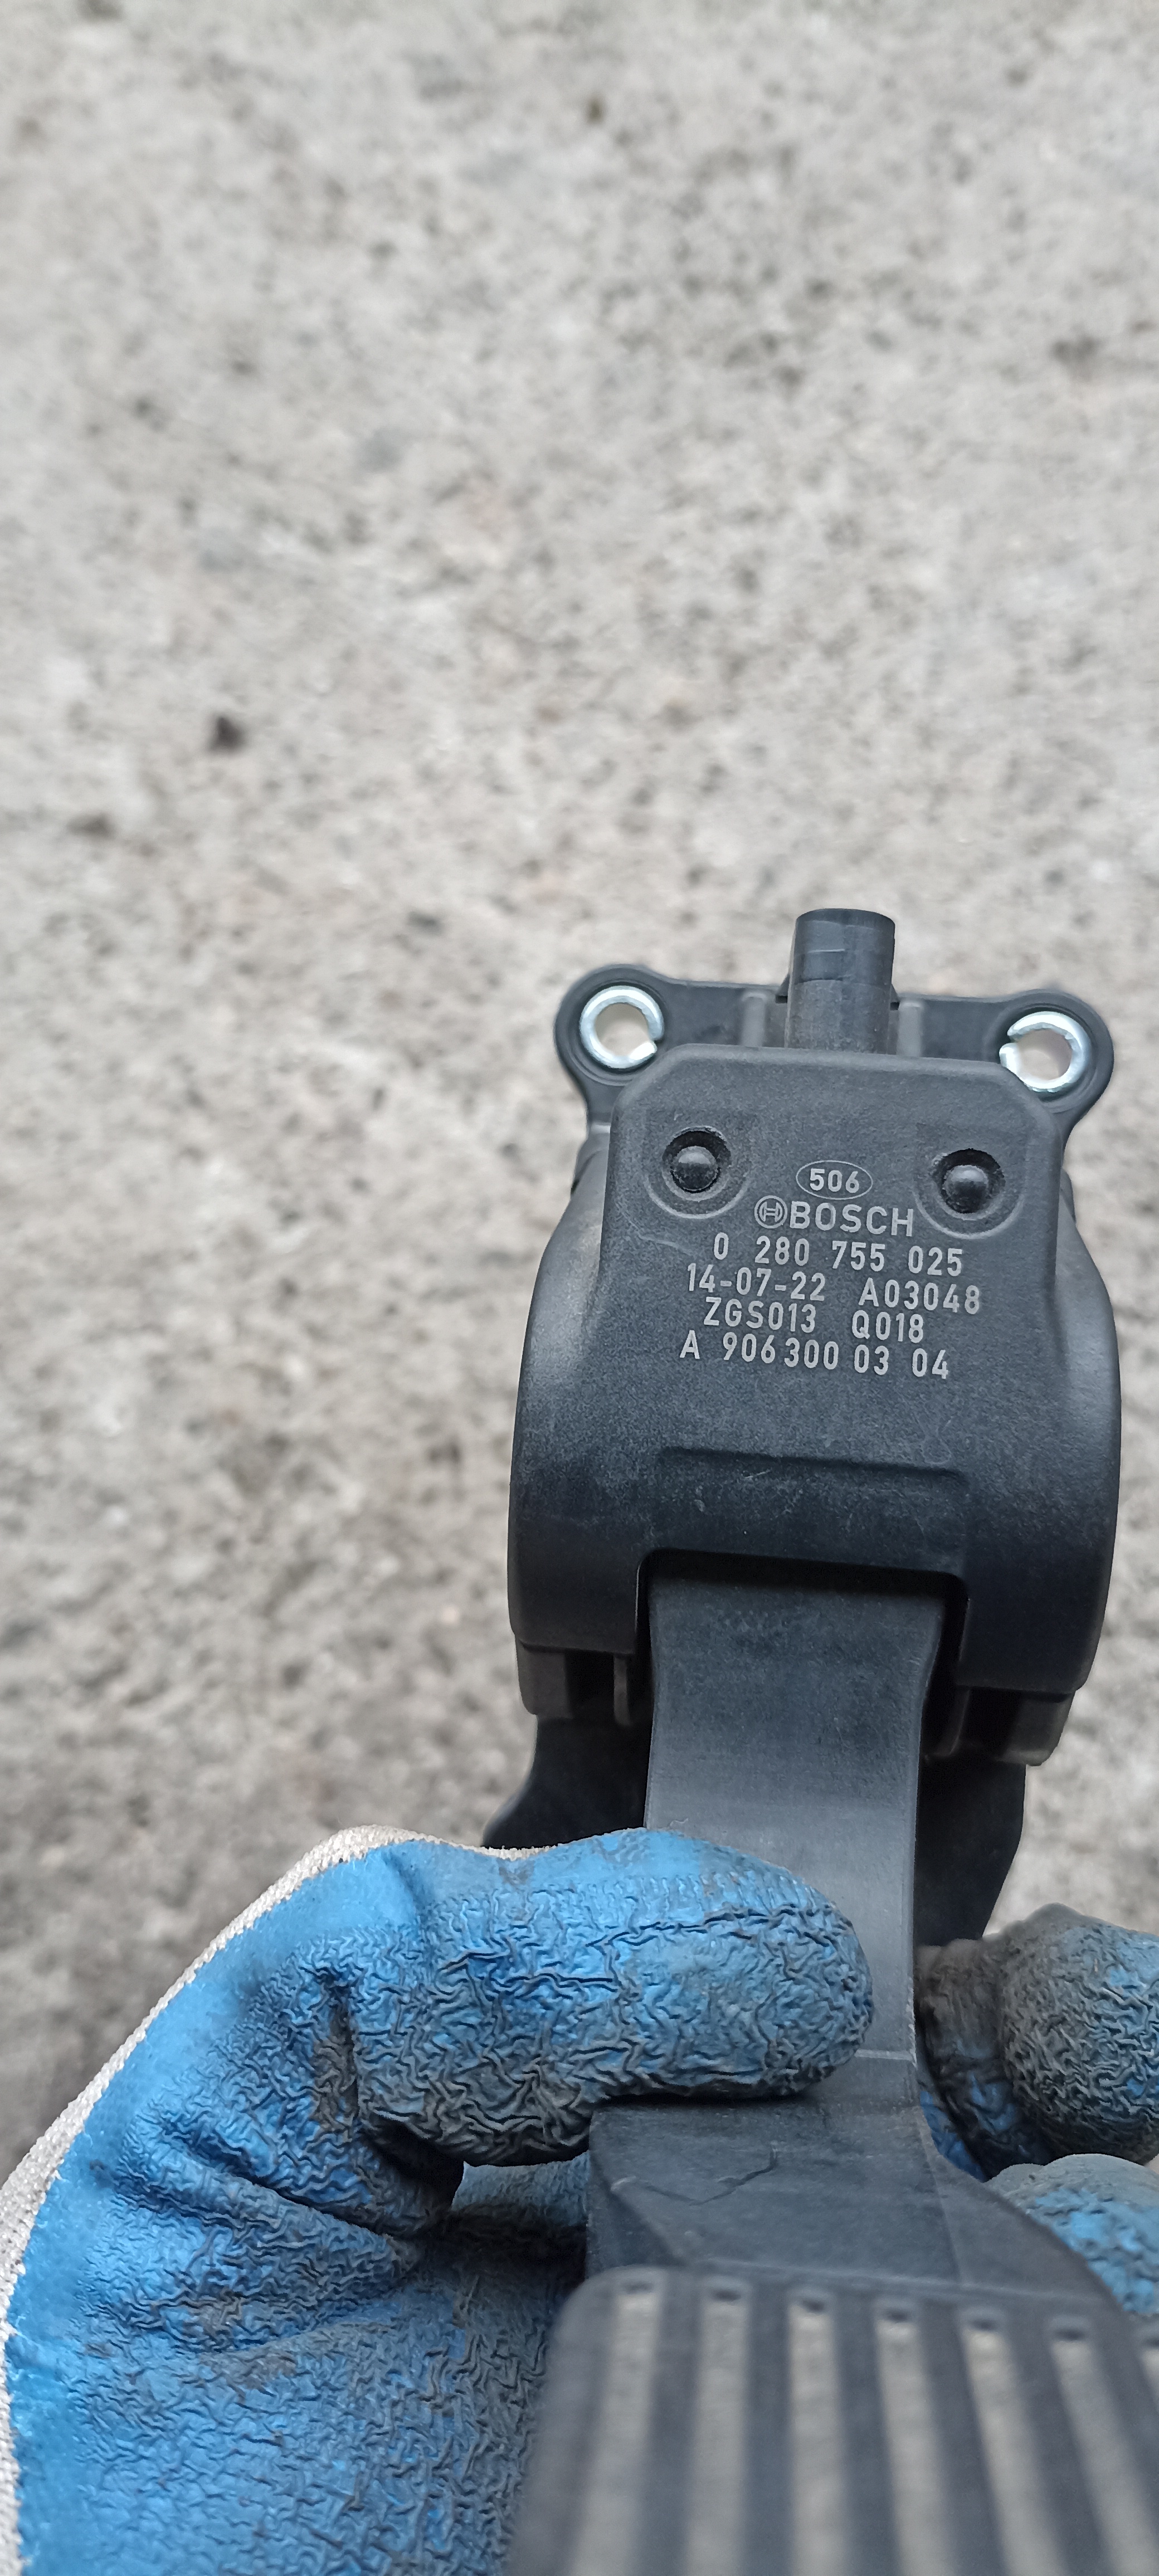 506
BOSCH
0 280 755 025
14-07-22 A03048
ZGS013 Q018
A 906 300 03 04